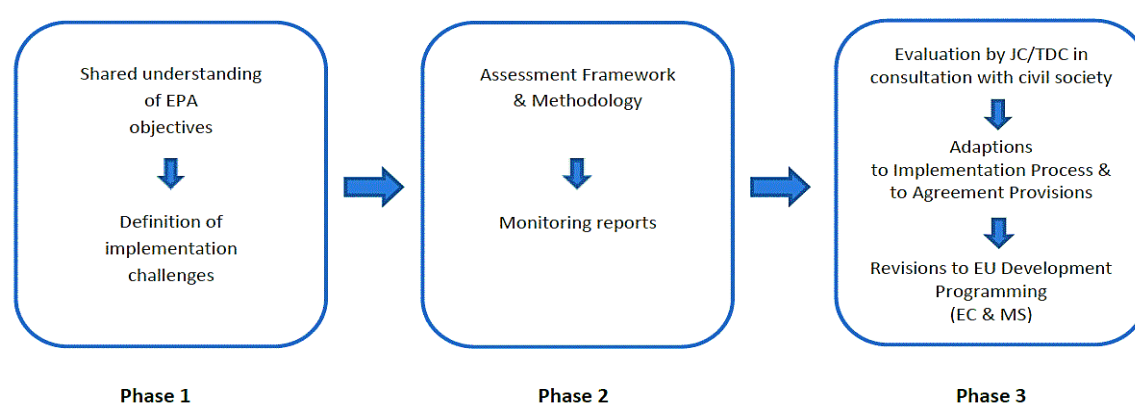 Shared understanding
of EPA
objectives
Definition of
implementation
challenges
Phase 1
Assessment Framework
& Methodology
Monitoring reports
Phase 2
Evaluation by JC/TDC in
consultation with civil society
Adaptions
to Implementation Process &
to Agreement Provisions
Revisions to EU Development
Programming
(EC & MS)
Phase 3